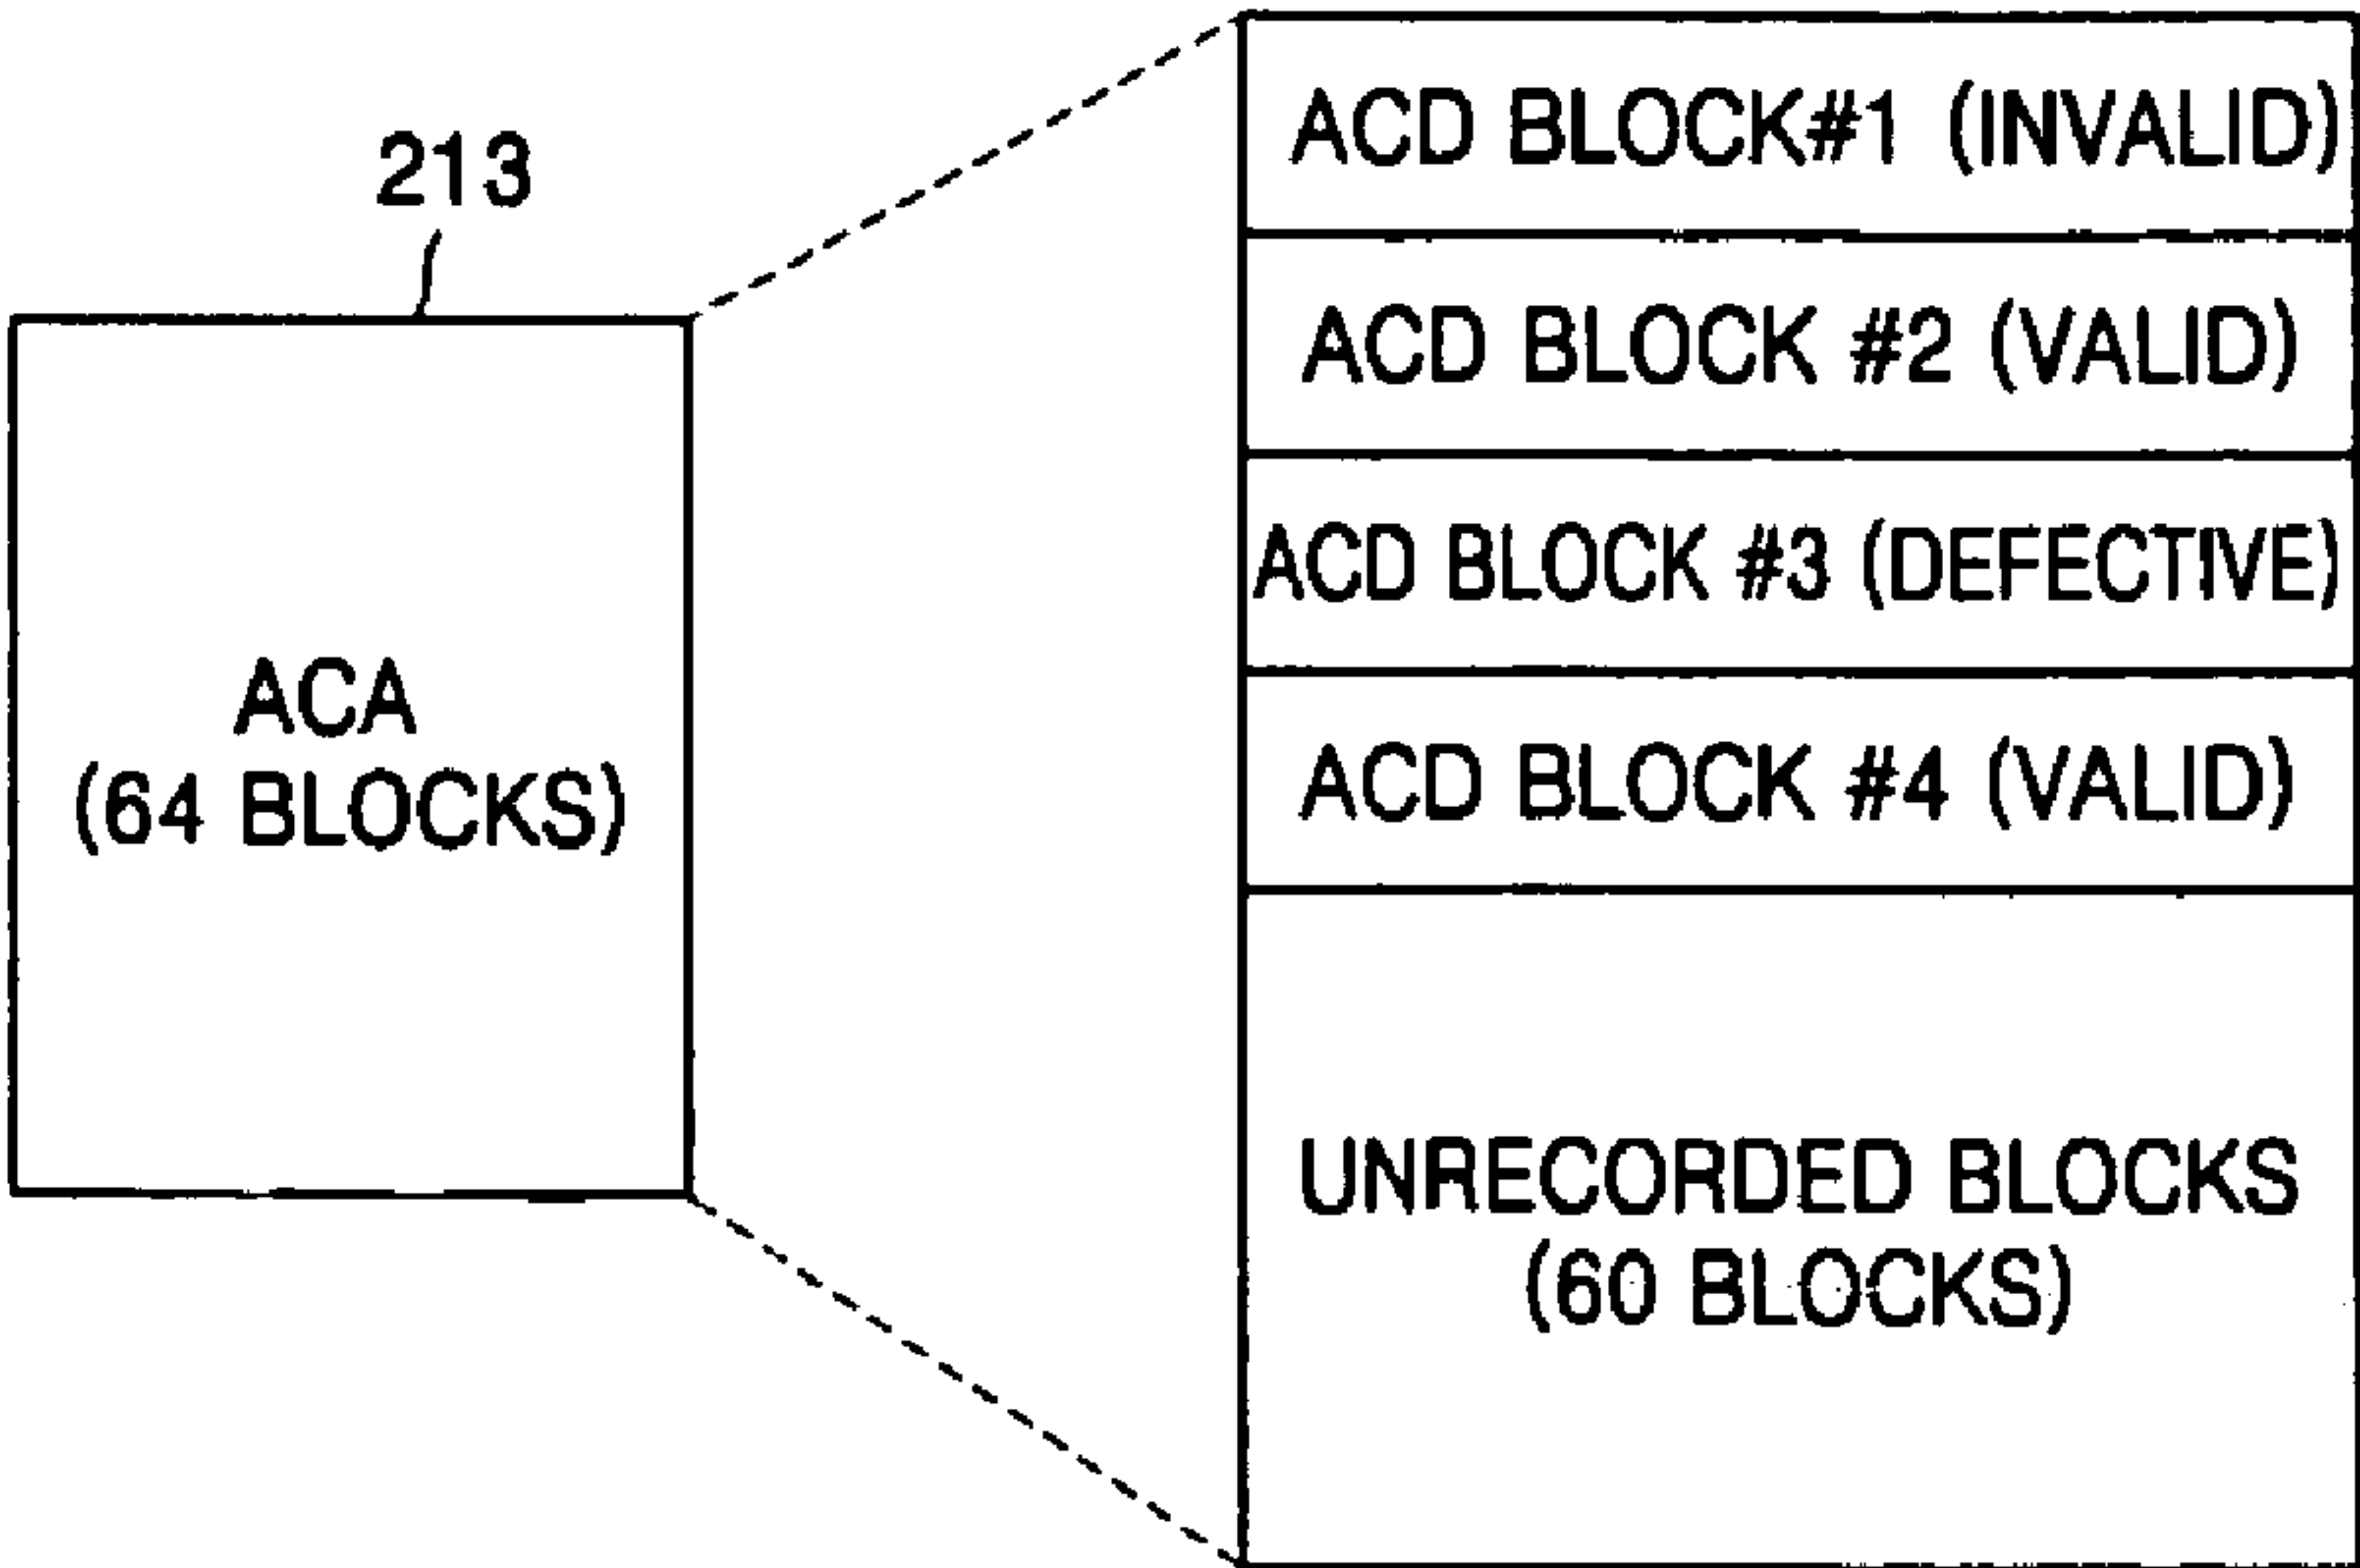 213
ACA
(64 BLOCKS)
ACD BLOCK#1 (INVALID)
ACD BLOCK #2 (VALID)
ACD BLOCK #3 (DEFECTIVE)
ACD BLOCK #4 (VALID)
UNRECORDED BLOCKS
(60 BLOCKS)